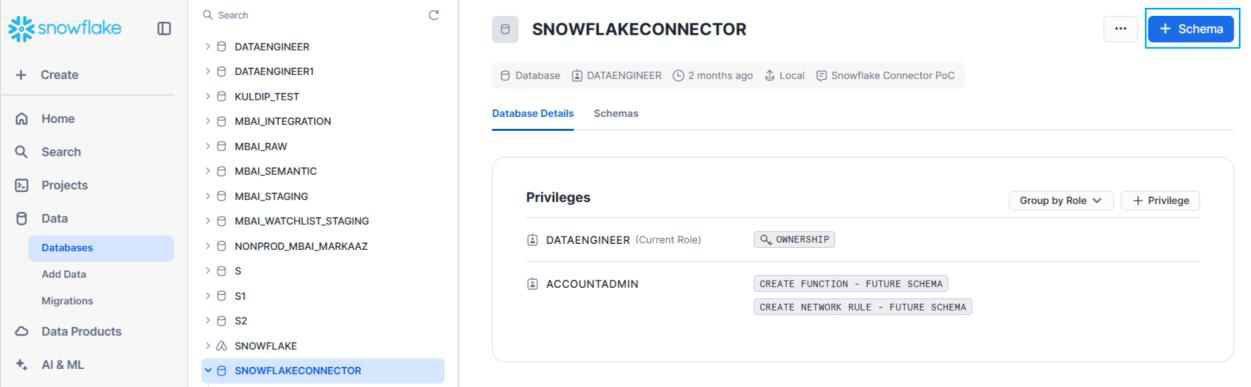 snowflake
Create
Home
Search
Projects
Data
Databases
Add Data
Migrations
Data Products
AI & ML
Search
DATAENGINEER
DATAENGINEER1
KULDIP_TEST
MBAI_INTEGRATION
MBAI_RAW
MBAI_SEMANTIC
MBAI_STAGING
MBAI_WATCHLIST_STAGING
NONPROD_MBAI_MARKAAZ
S
S1
S2
SNOWFLAKE
SNOWFLAKECONNECTOR
SNOWFLAKECONNECTOR
... + Schema
Database DATAENGINEER 2 months ago Local Snowflake Connector PoC
Database Details Schemas
Privileges Group by Role + Privilege
DATAENGINEER (Current Role) OWNERSHIP
ACCOUNTADMIN CREATE FUNCTION - FUTURE SCHEMA
CREATE NETWORK RULE - FUTURE SCHEMA